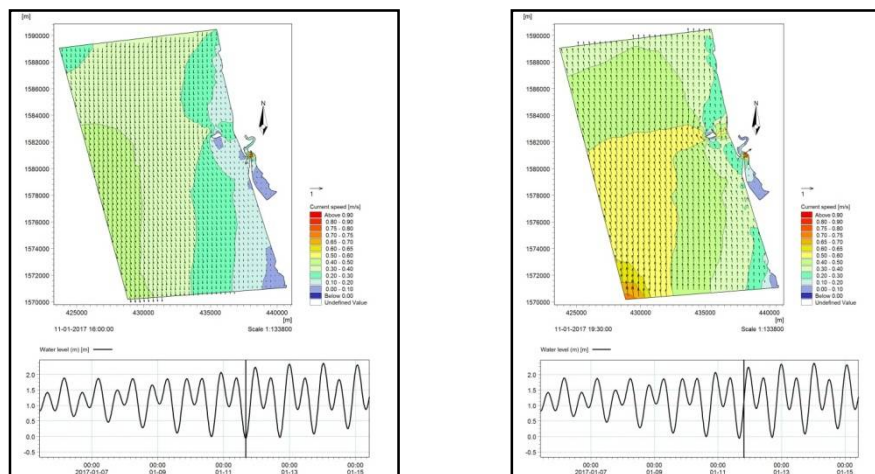 [m]
1590000
1588000
1586000
1584000
1582000
1580000
1578000
1576000
1574000
1572000
1570000
425000 430000 435000 440000
[m]
N
1
Current speed [m/s]
Above 0.90
0.80 - 0.90
0.75 - 0.80
0.70 - 0.75
0.65 - 0.70
0.60 - 0.65
0.50 - 0.60
0.40 - 0.50
0.30 - 0.40
0.20 - 0.30
0.10 - 0.20
0.00 - 0.10
Below 0.00
Undefined Value
11-01-2017 16:00:00 Scale 1:133800
Water level (m) [m]
2.0
1.5
1.0
0.5
0.0
-0.5
00:00 00:00 00:00 00:00 00:00
2017-01-07 01-09 01-11 01-13 01-15
[m]
1590000
1588000
1586000
1584000
1582000
1580000
1578000
1576000
1574000
1572000
1570000
425000 430000 435000 440000
[m]
N
1
Current speed [m/s]
Above 0.90
0.80 - 0.90
0.75 - 0.80
0.70 - 0.75
0.65 - 0.70
0.60 - 0.65
0.50 - 0.60
0.40 - 0.50
0.30 - 0.40
0.20 - 0.30
0.10 - 0.20
0.00 - 0.10
Below 0.00
Undefined Value
11-01-2017 19:30:00 Scale 1:133800
Water level (m) [m]
2.0
1.5
1.0
0.5
0.0
-0.5
00:00 00:00 00:00 00:00 00:00
2017-01-07 01-09 01-11 01-13 01-15